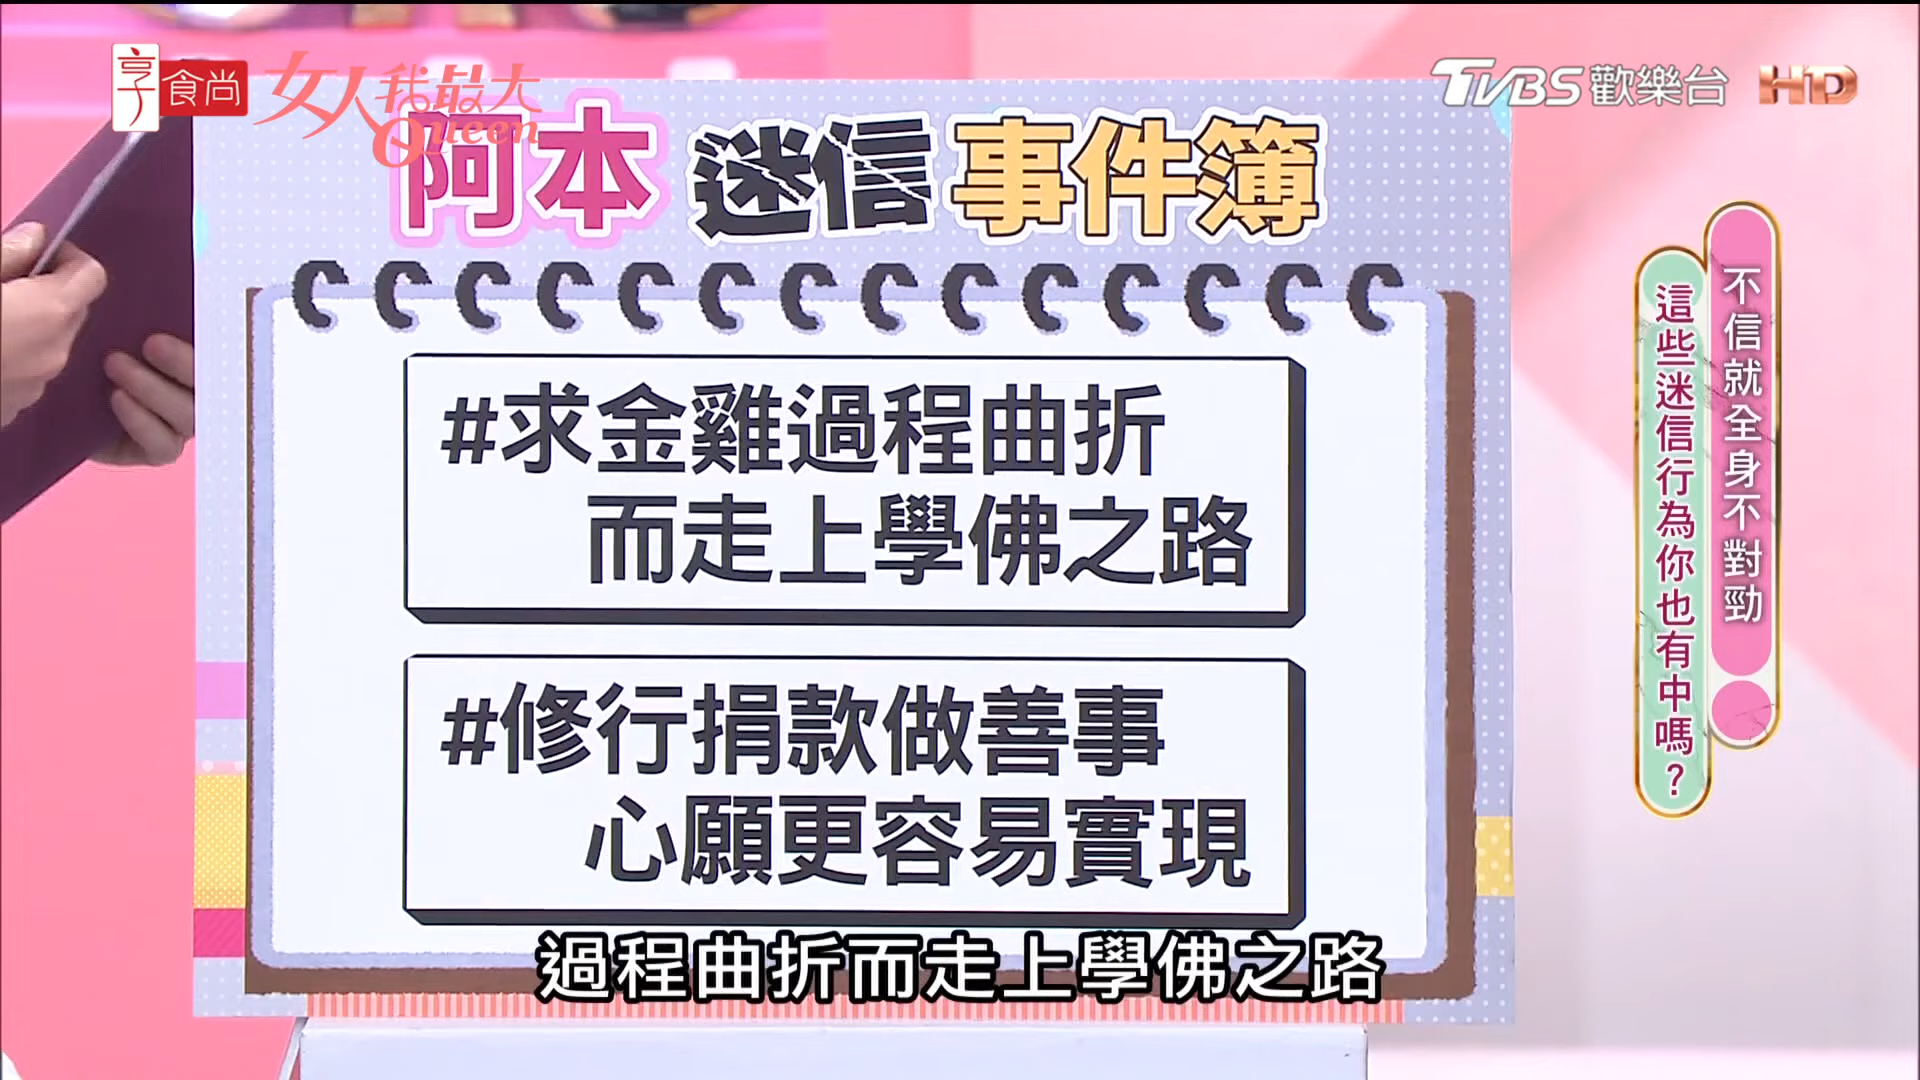 享食尚
女人我最大
Queen
TVBS歡樂台 HD
阿本迷信事件簿
#求金雞過程曲折
而走上學佛之路
#修行捐款做善事
心願更容易實現
不信就全身不對勁
這些迷信行為你也有中嗎？
過程曲折而走上學佛之路